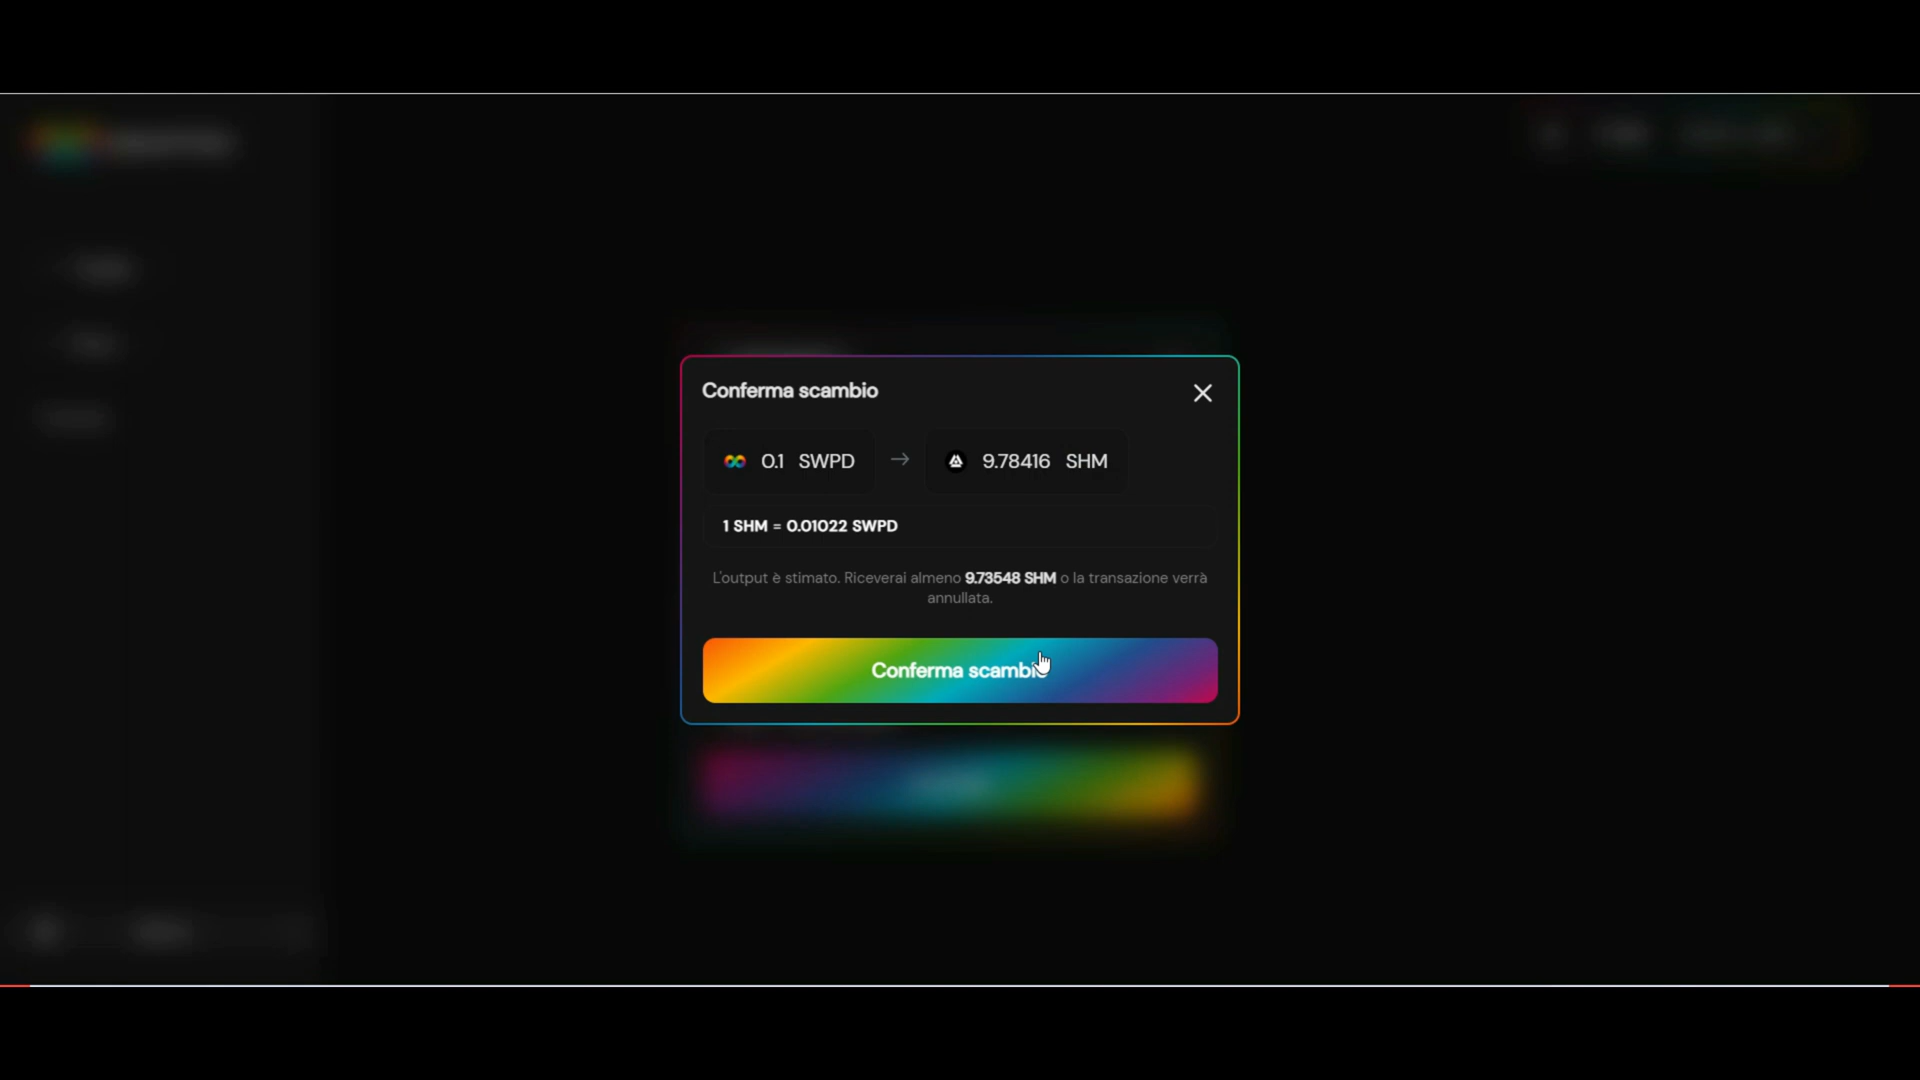 Conferma scambio
0.1 SWPD → 9.78416 SHM
1 SHM = 0.01022 SWPD
L'output è stimato. Riceverai almeno 9.73548 SHM o la transazione verrà
annullata.
Conferma scambio